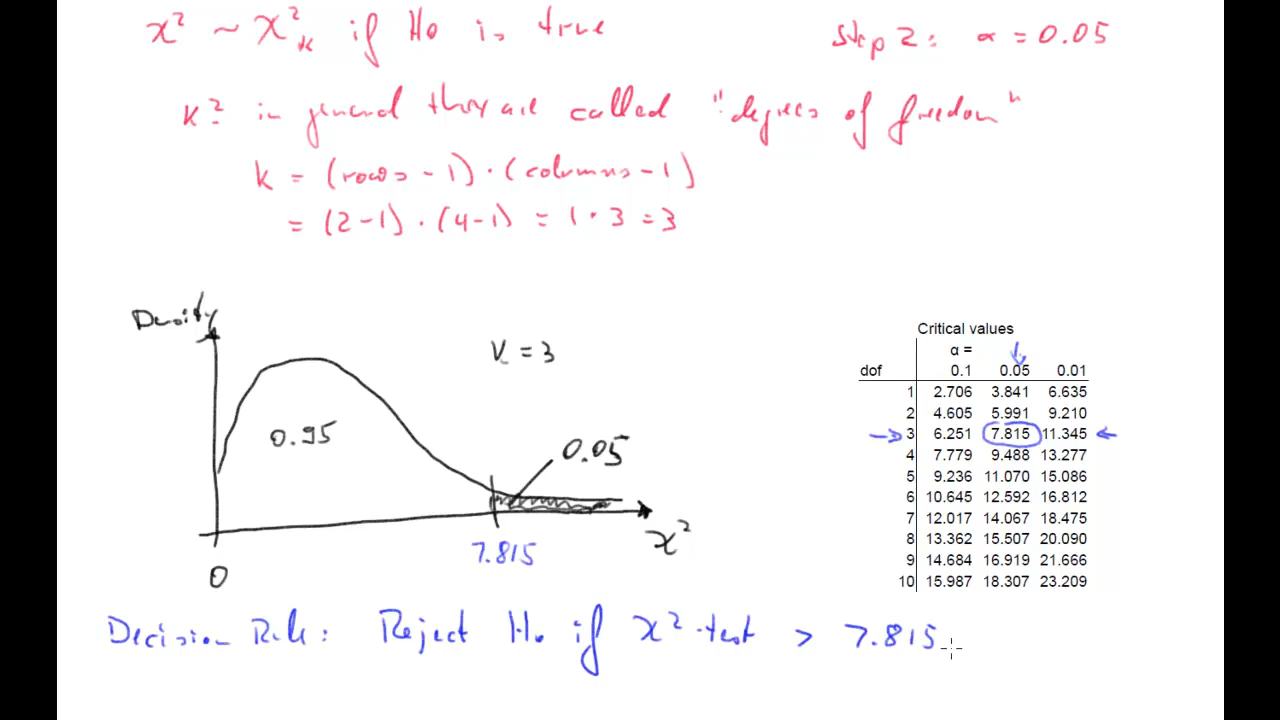 x² ~ x²ₖ if Ho is true
Step 2: α = 0.05
k? in general they are called "degrees of freedom"
k = (rows - 1) · (columns - 1)
= (2-1) · (4-1) = 1 · 3 = 3
Density
k = 3
0.95
0.05
7.815
x²
0
Critical values
α =
dof 0.1 0.05 0.01
1 2.706 3.841 6.635
2 4.605 5.991 9.210
3 6.251 7.815 11.345
4 7.779 9.488 13.277
5 9.236 11.070 15.086
6 10.645 12.592 16.812
7 12.017 14.067 18.475
8 13.362 15.507 20.090
9 14.684 16.919 21.666
10 15.987 18.307 23.209
Decision Rule: Reject Ho if x²-test > 7.815